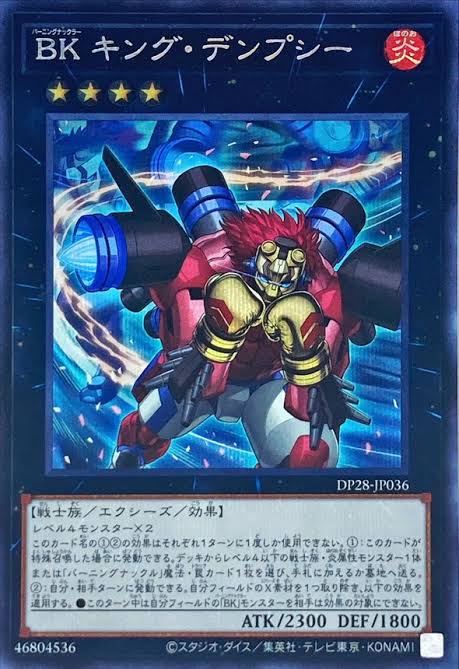 バーニングナックラー
BK キング・デンプシー
ほのお
炎
DP28-JP036
【戦士族/エクシーズ/効果】
レベル4モンスター×2
このカード名の①②の効果はそれぞれ1ターンに1度しか使用できない。①:このカードが
特殊召喚した場合に発動できる。デッキからレベル4以下の戦士族・炎属性モンスター1体
または「バーニングナックル」魔法・罠カード1枚を選び、手札に加えるか墓地へ送る。
②:自分・相手ターンに発動できる。自分フィールドのX素材を1つ取り除き、以下の効果を
適用する。●このターン中は自分フィールドの「BK」モンスターを相手は効果の対象にできない。
ATK/2300 DEF/1800
46804536
©スタジオ・ダイス/集英社・テレビ東京・KONAMI